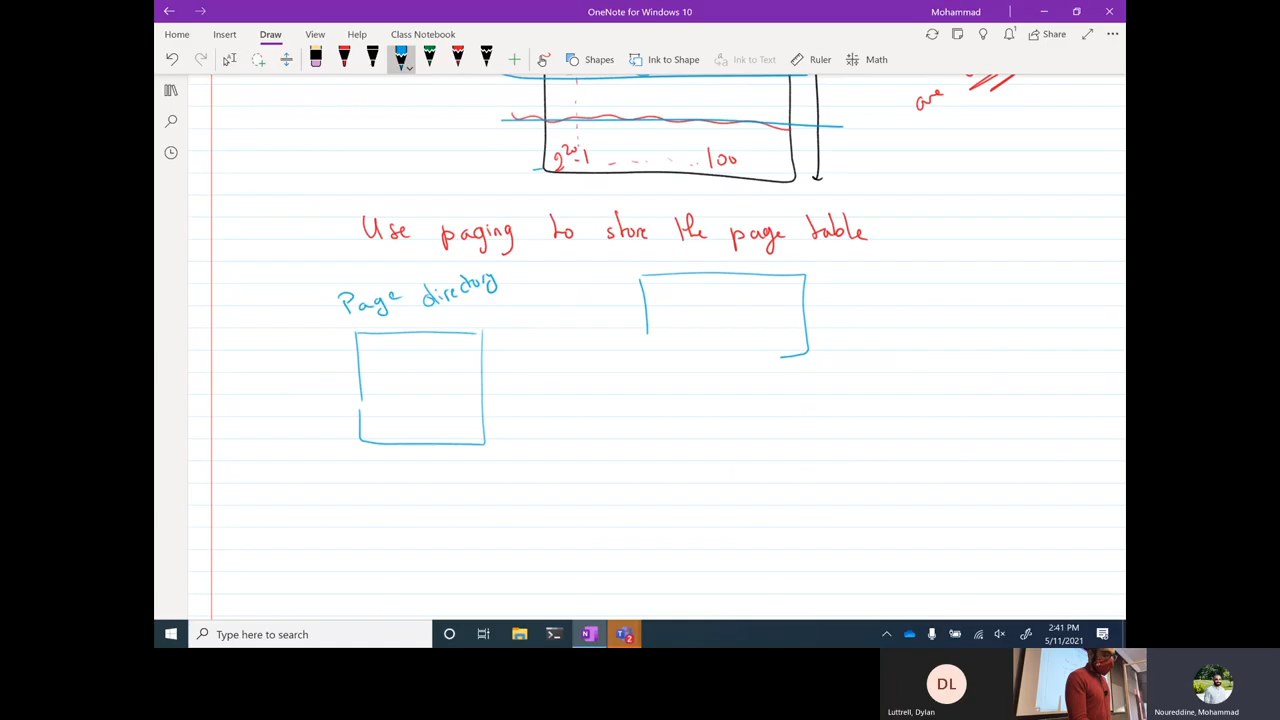 OneNote for Windows 10
Mohammad
Home Insert Draw View Help Class Notebook
Share
Shapes Ink to Shape Ink to Text Ruler Math
are
2^20-1 ........ 100
Use paging to store the page table
Page directory
Type here to search
2
2:41 PM
5/11/2021
DL
Luttrell, Dylan
Noureddine, Mohammad